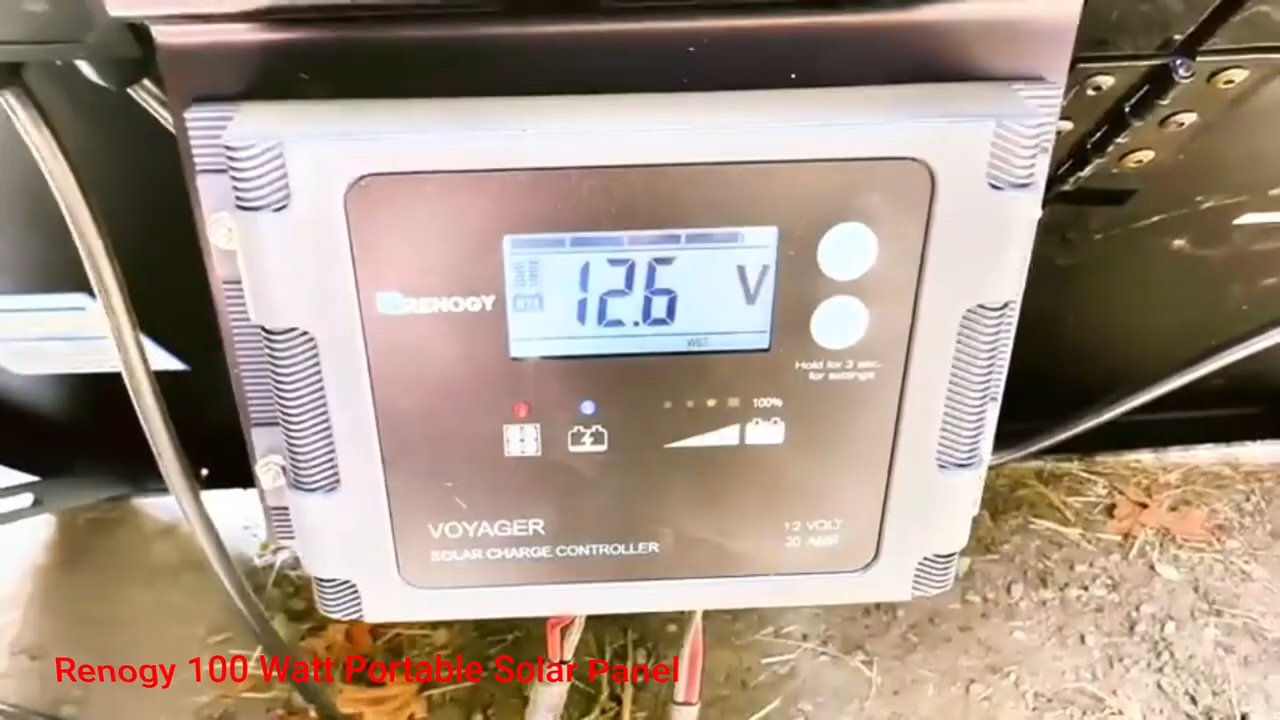 12.6 V
WET
RENOGY
Hold for 3 sec.
for settings
100%
VOYAGER
SOLAR CHARGE CONTROLLER
12 VOLT
20 AMP
Renogy 100 Watt Portable Solar Panel